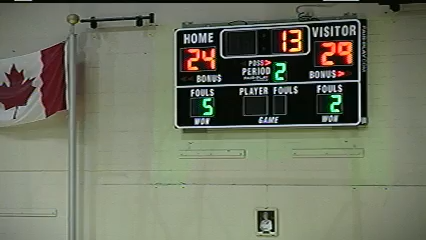 HOME 13 VISITOR
24 29
BONUS POSS PERIOD 2 BONUS
FOULS PLAYER FOULS FOULS
5 2
WON GAME WON